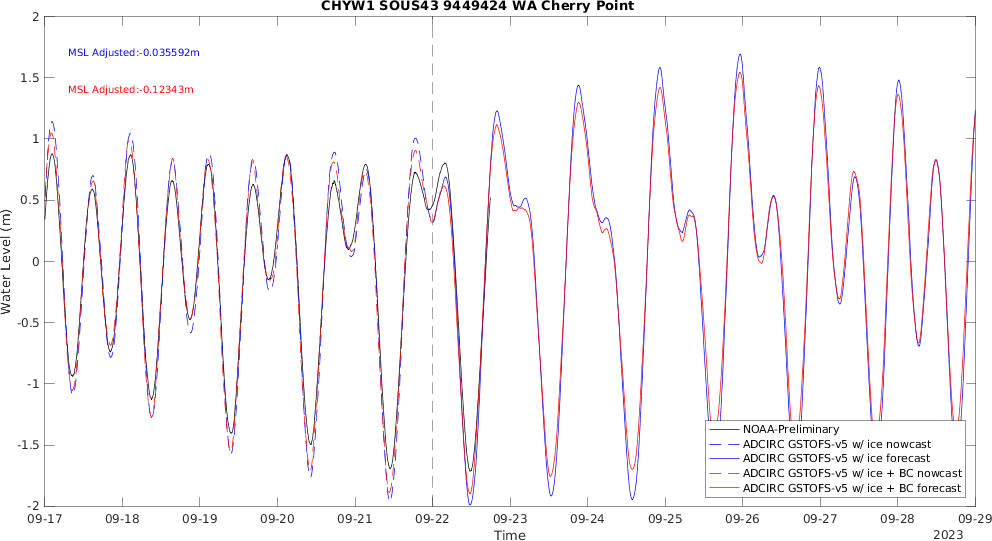 CHYW1 SOUS43 9449424 WA Cherry Point
MSL Adjusted:-0.035592m
MSL Adjusted:-0.12343m
Water Level (m)
2
1.5
1
0.5
0
-0.5
-1
-1.5
-2
NOAA-Preliminary
ADCIRC GSTOFS-v5 w/ ice nowcast
ADCIRC GSTOFS-v5 w/ ice forecast
ADCIRC GSTOFS-v5 w/ ice + BC nowcast
ADCIRC GSTOFS-v5 w/ ice + BC forecast
09-17 09-18 09-19 09-20 09-21 09-22 09-23 09-24 09-25 09-26 09-27 09-28 09-29
Time
2023